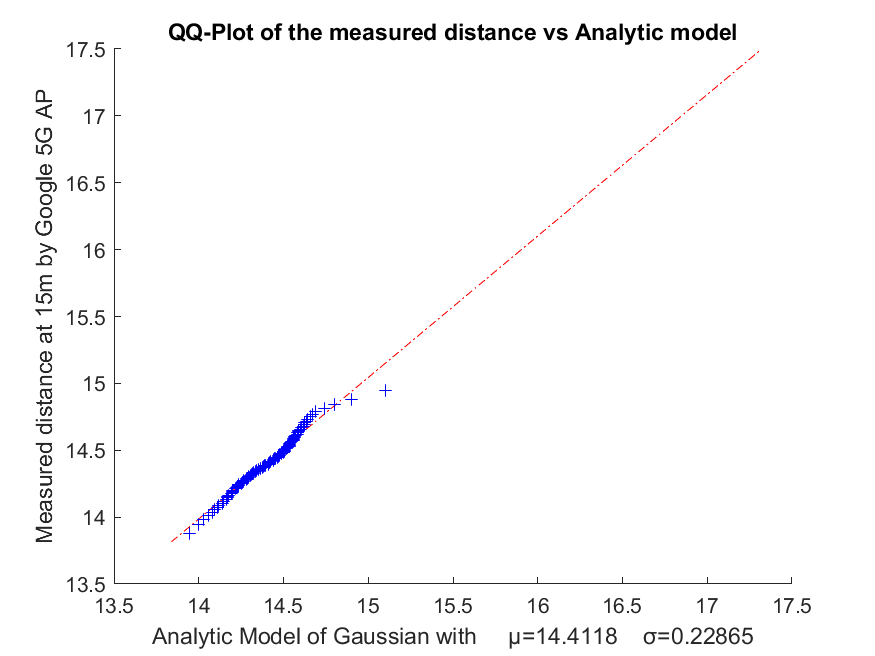 QQ-Plot of the measured distance vs Analytic model
17.5
17
16.5
16
15.5
15
14.5
14
13.5
Measured distance at 15m by Google 5G AP
13.5 14 14.5 15 15.5 16 16.5 17 17.5
Analytic Model of Gaussian with μ=14.4118 σ=0.22865